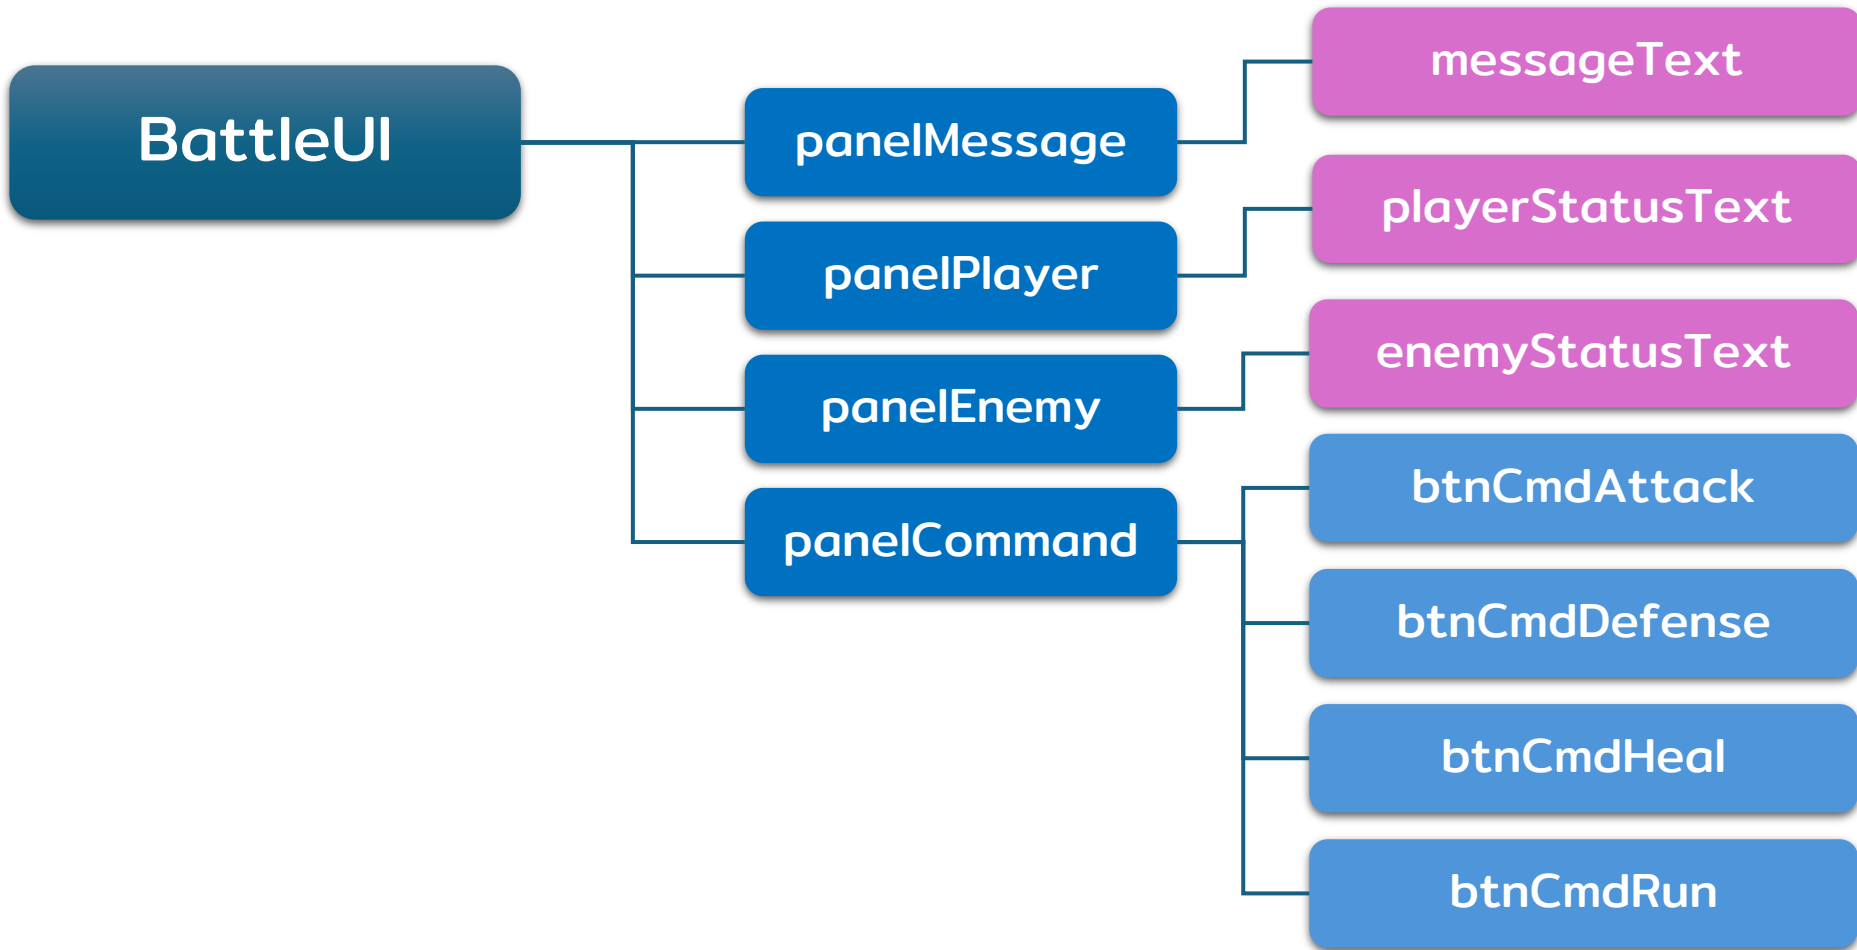 BattleUI
panelMessage
messageText
panelPlayer
playerStatusText
panelEnemy
enemyStatusText
panelCommand
btnCmdAttack
btnCmdDefense
btnCmdHeal
btnCmdRun